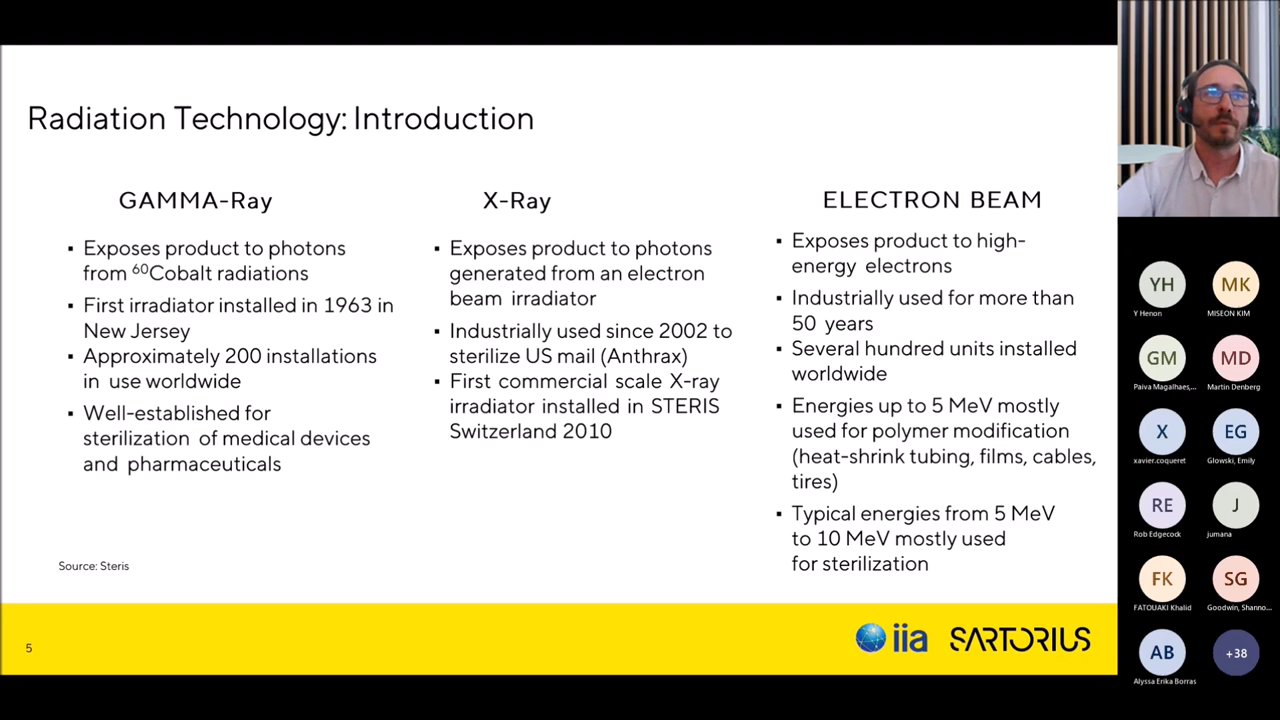 Radiation Technology: Introduction
GAMMA-Ray
▪ Exposes product to photons
from ⁶⁰Cobalt radiations
▪ First irradiator installed in 1963 in
New Jersey
▪ Approximately 200 installations
in use worldwide
▪ Well-established for
sterilization of medical devices
and pharmaceuticals
X-Ray
▪ Exposes product to photons
generated from an electron
beam irradiator
▪ Industrially used since 2002 to
sterilize US mail (Anthrax)
▪ First commercial scale X-ray
irradiator installed in STERIS
Switzerland 2010
ELECTRON BEAM
▪ Exposes product to high-
energy electrons
▪ Industrially used for more than
50 years
▪ Several hundred units installed
worldwide
▪ Energies up to 5 MeV mostly
used for polymer modification
(heat-shrink tubing, films, cables,
tires)
▪ Typical energies from 5 MeV
to 10 MeV mostly used
for sterilization
Source: Steris
5
iia
SARTORIUS
YH
Y Henon
MK
MISEON KIM
GM
Paiva Magalhaes,...
MD
Martin Denberg
X
xavier.coqueret
EG
Glowski, Emily
RE
Rob Edgecock
J
jumana
FK
FATOUAKI Khalid
SG
Goodwin, Shanno...
AB
Alyssa Erika Borras
+38